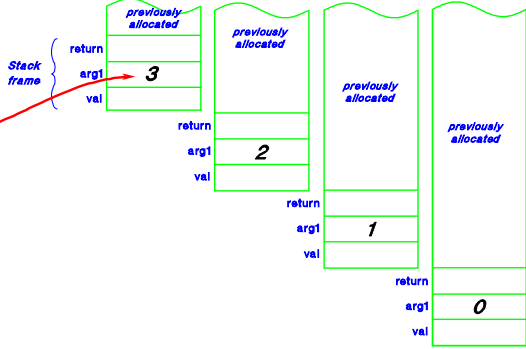 previously
allocated
return
Stack
frame
arg1
3
val
previously
allocated
return
arg1
2
val
previously
allocated
return
arg1
1
val
previously
allocated
return
arg1
0
val